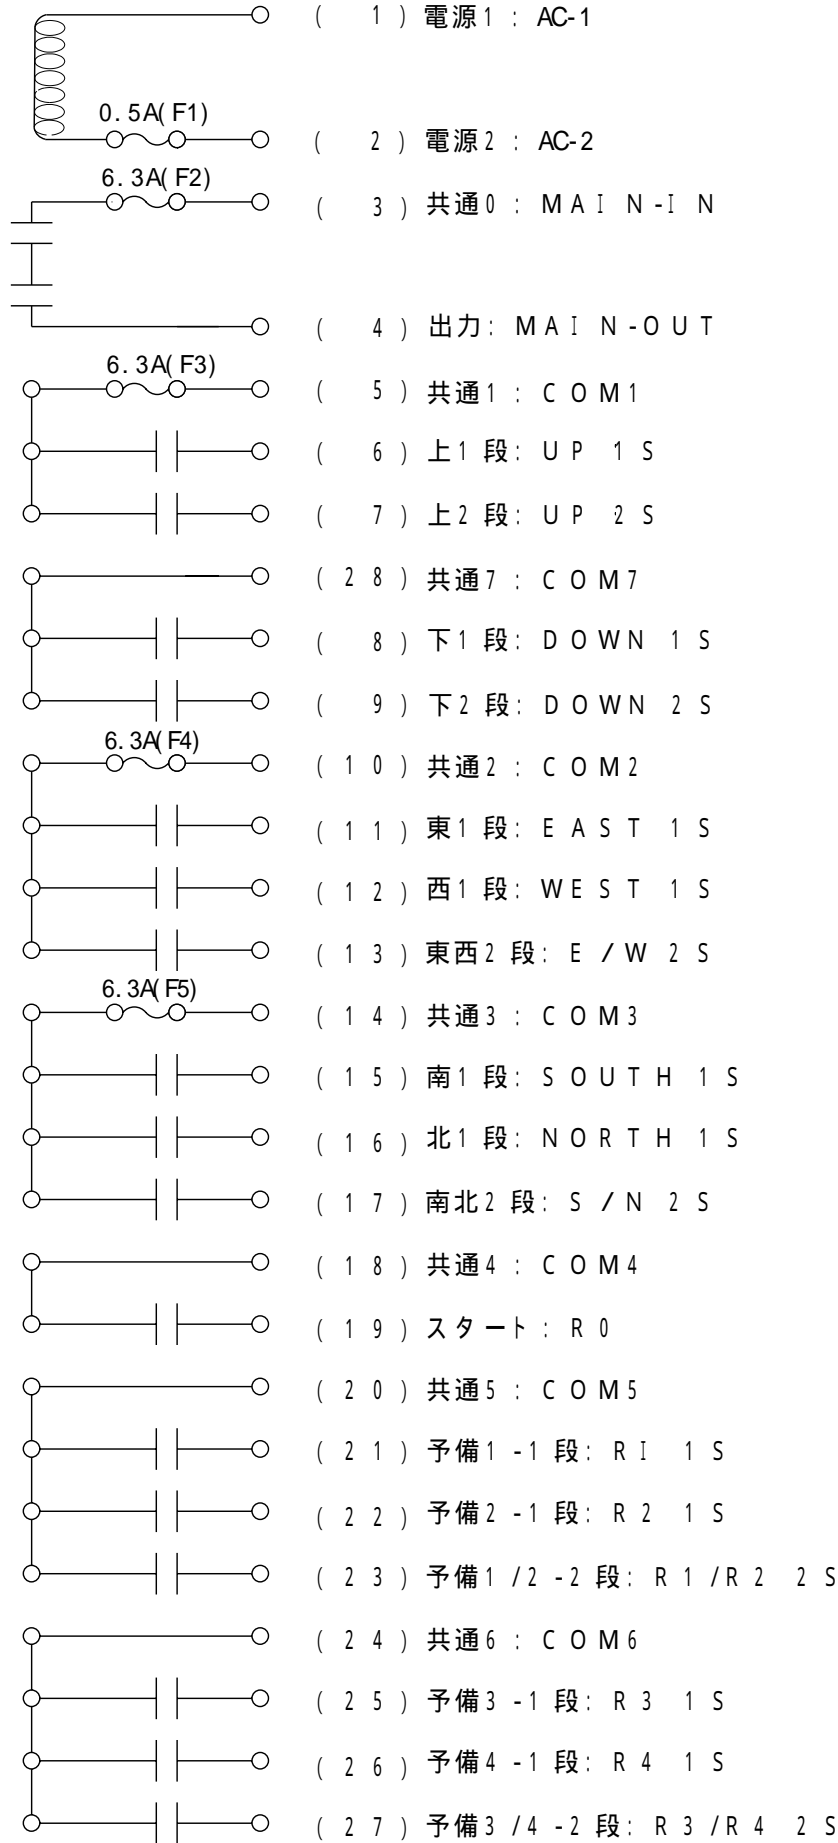 ( 1 ) 電源1 : AC-1
0.5A(F1)
( 2 ) 電源2 : AC-2
6.3A(F2)
( 3 ) 共通0 : MAIN-IN
( 4 ) 出力: MAIN-OUT
6.3A(F3)
( 5 ) 共通1 : COM1
( 6 ) 上1段: UP 1S
( 7 ) 上2段: UP 2S
(28) 共通7 : COM7
( 8 ) 下1段: DOWN 1S
( 9 ) 下2段: DOWN 2S
6.3A(F4)
(10) 共通2 : COM2
(11) 東1段: EAST 1S
(12) 西1段: WEST 1S
(13) 東西2段: E/W 2S
6.3A(F5)
(14) 共通3 : COM3
(15) 南1段: SOUTH 1S
(16) 北1段: NORTH 1S
(17) 南北2段: S/N 2S
(18) 共通4 : COM4
(19) スタート: R0
(20) 共通5 : COM5
(21) 予備1-1段: RI 1S
(22) 予備2-1段: R2 1S
(23) 予備1/2-2段: R1/R2 2S
(24) 共通6 : COM6
(25) 予備3-1段: R3 1S
(26) 予備4-1段: R4 1S
(27) 予備3/4-2段: R3/R4 2S